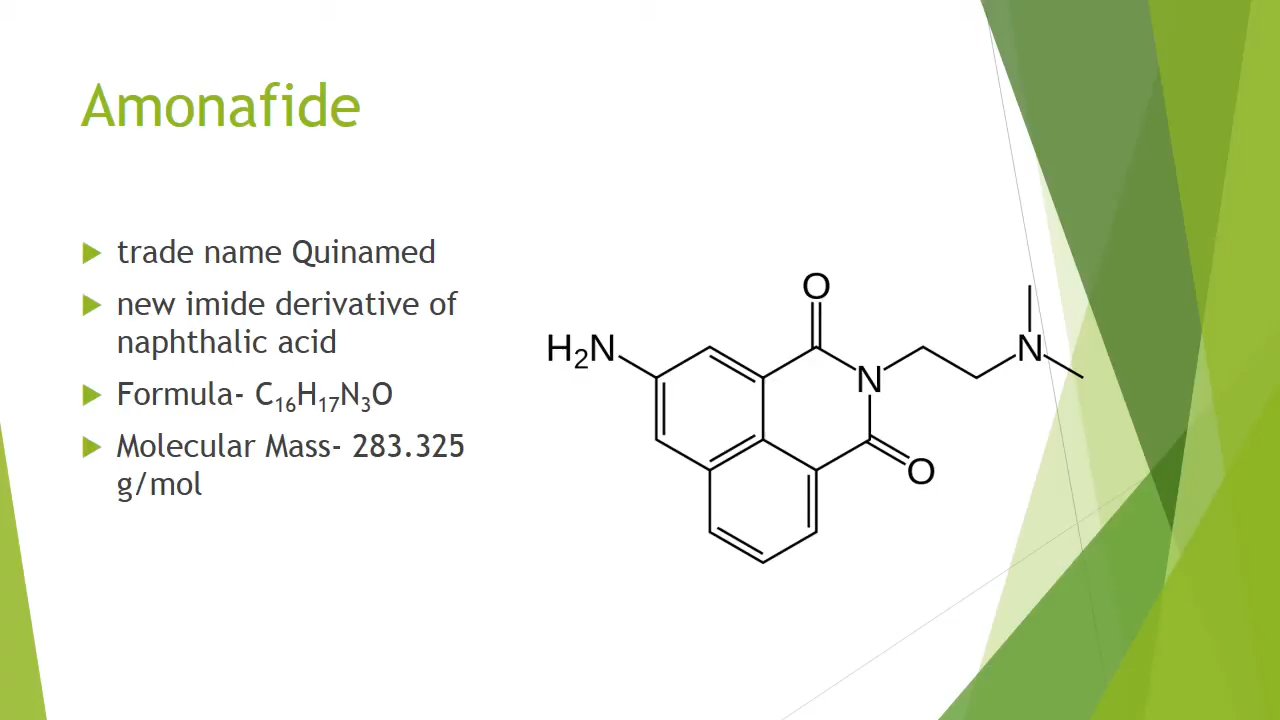 Amonafide
trade name Quinamed
new imide derivative of
naphthalic acid
Formula- C₁₆H₁₇N₃O
Molecular Mass- 283.325
g/mol
O
H₂N
N
N
O